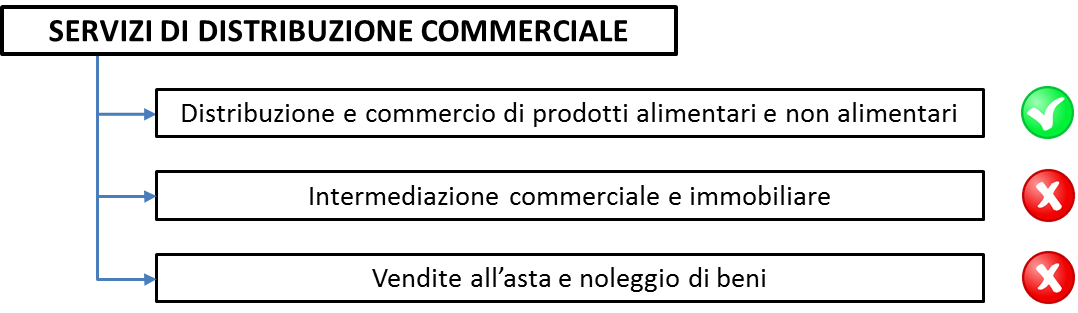 SERVIZI DI DISTRIBUZIONE COMMERCIALE
Distribuzione e commercio di prodotti alimentari e non alimentari
Intermediazione commerciale e immobiliare
Vendite all’asta e noleggio di beni